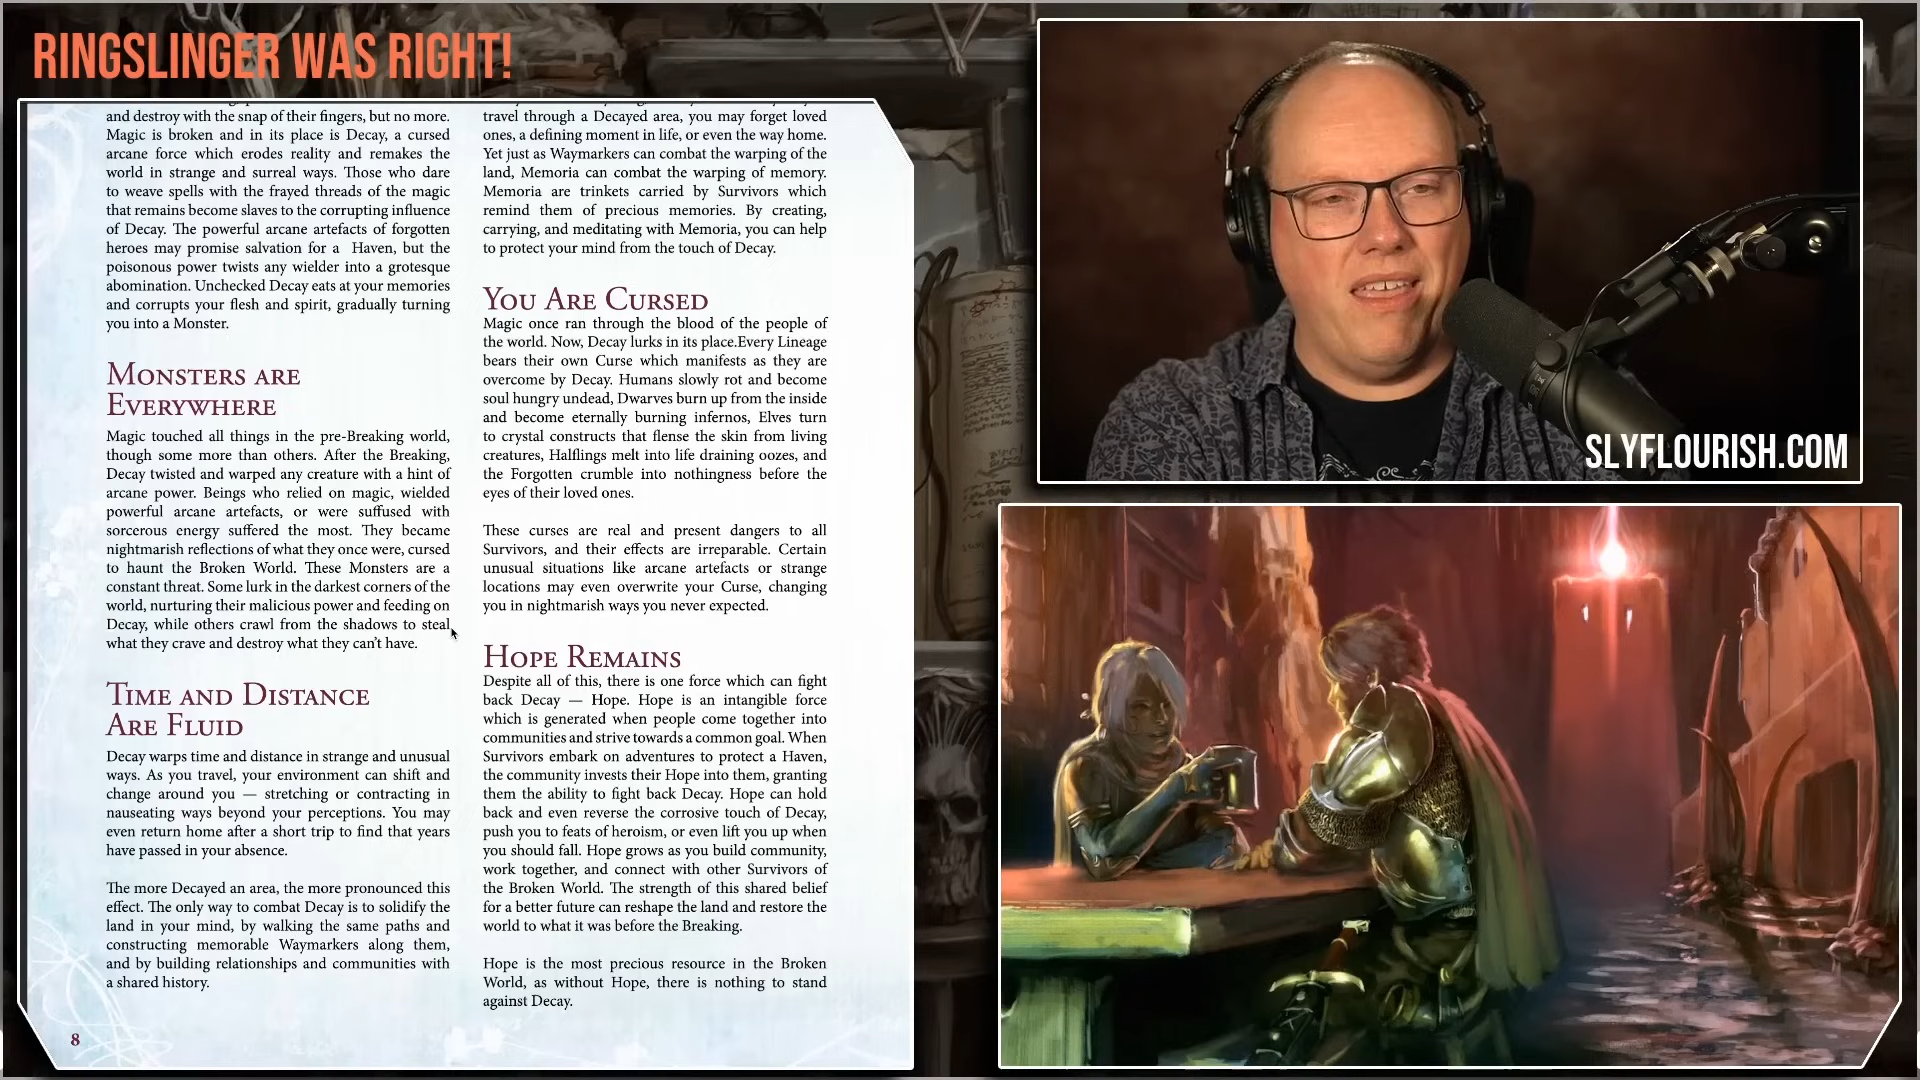 RINGSLINGER WAS RIGHT!
and destroy with the snap of their fingers, but no more.
Magic is broken and in its place is Decay, a cursed
arcane force which erodes reality and remakes the
world in strange and surreal ways. Those who dare
to weave spells with the frayed threads of the magic
that remains become slaves to the corrupting influence
of Decay. The powerful arcane artefacts of forgotten
heroes may promise salvation for a Haven, but the
poisonous power twists any wielder into a grotesque
abomination. Unchecked Decay eats at your memories
and corrupts your flesh and spirit, gradually turning
you into a Monster.
MONSTERS ARE
EVERYWHERE
Magic touched all things in the pre-Breaking world,
though some more than others. After the Breaking,
Decay twisted and warped any creature with a hint of
arcane power. Beings who relied on magic, wielded
powerful arcane artefacts, or were suffused with
sorcerous energy suffered the most. They became
nightmarish reflections of what they once were, cursed
to haunt the Broken World. These Monsters are a
constant threat. Some lurk in the darkest corners of the
world, nurturing their malicious power and feeding on
Decay, while others crawl from the shadows to steal
what they crave and destroy what they can't have.
TIME AND DISTANCE
ARE FLUID
Decay warps time and distance in strange and unusual
ways. As you travel, your environment can shift and
change around you — stretching or contracting in
nauseating ways beyond your perceptions. You may
even return home after a short trip to find that years
have passed in your absence.
The more Decayed an area, the more pronounced this
effect. The only way to combat Decay is to solidify the
land in your mind, by walking the same paths and
constructing memorable Waymarkers along them,
and by building relationships and communities with
a shared history.
8
travel through a Decayed area, you may forget loved
ones, a defining moment in life, or even the way home.
Yet just as Waymarkers can combat the warping of the
land, Memoria can combat the warping of memory.
Memoria are trinkets carried by Survivors which
remind them of precious memories. By creating,
carrying, and meditating with Memoria, you can help
to protect your mind from the touch of Decay.
YOU ARE CURSED
Magic once ran through the blood of the people of
the world. Now, Decay lurks in its place.Every Lineage
bears their own Curse which manifests as they are
overcome by Decay. Humans slowly rot and become
soul hungry undead, Dwarves burn up from the inside
and become eternally burning infernos, Elves turn
to crystal constructs that flense the skin from living
creatures, Halflings melt into life draining oozes, and
the Forgotten crumble into nothingness before the
eyes of their loved ones.
These curses are real and present dangers to all
Survivors, and their effects are irreparable. Certain
unusual situations like arcane artefacts or strange
locations may even overwrite your Curse, changing
you in nightmarish ways you never expected.
HOPE REMAINS
Despite all of this, there is one force which can fight
back Decay — Hope. Hope is an intangible force
which is generated when people come together into
communities and strive towards a common goal. When
Survivors embark on adventures to protect a Haven,
the community invests their Hope into them, granting
them the ability to fight back Decay. Hope can hold
back and even reverse the corrosive touch of Decay,
push you to feats of heroism, or even lift you up when
you should fall. Hope grows as you build community,
work together, and connect with other Survivors of
the Broken World. The strength of this shared belief
for a better future can reshape the land and restore the
world to what it was before the Breaking.
Hope is the most precious resource in the Broken
World, as without Hope, there is nothing to stand
against Decay.
SLYFLOURISH.COM